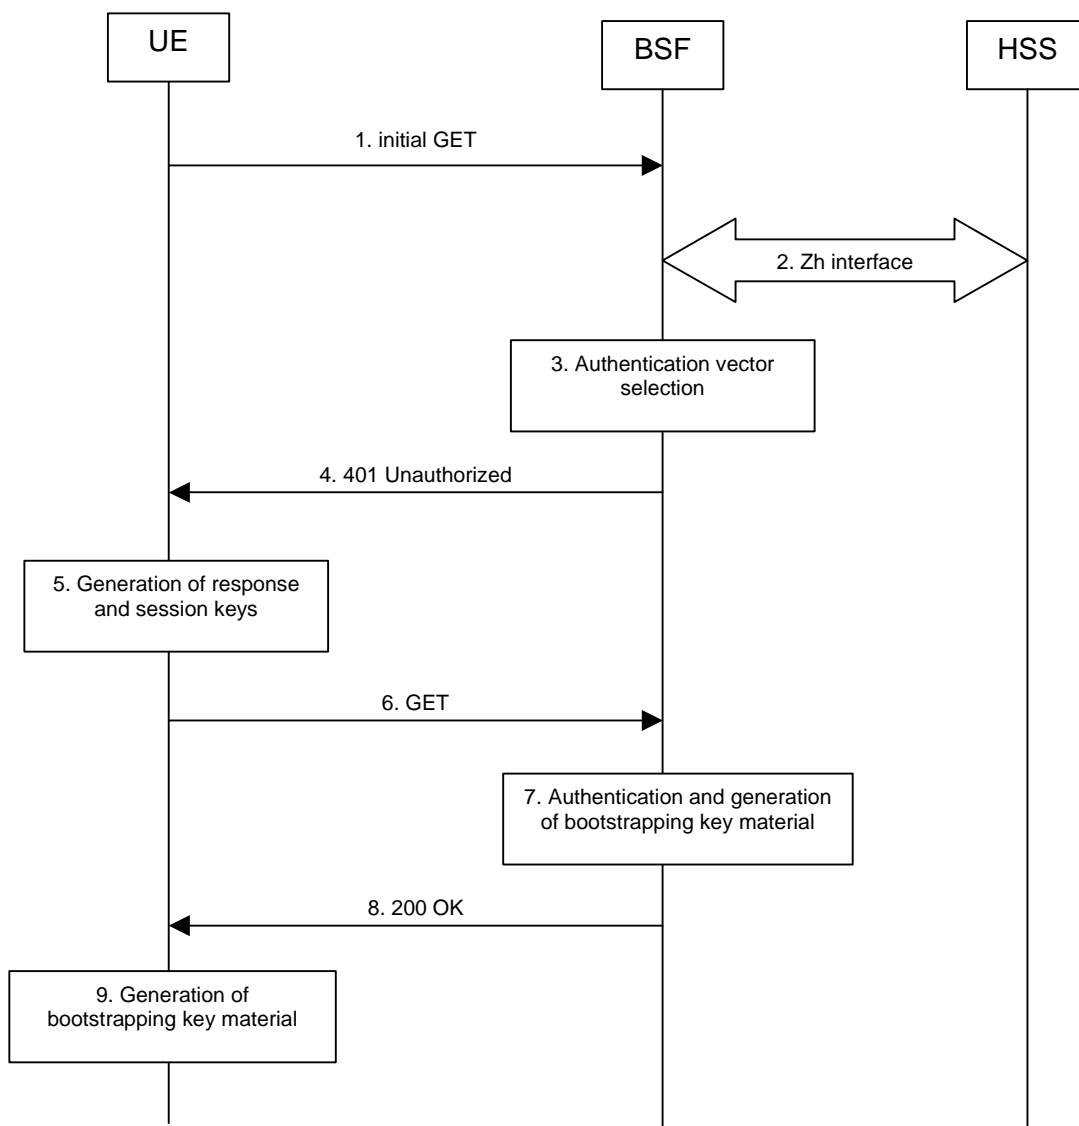 UE
BSF
HSS
1. initial GET
2. Zh interface
3. Authentication vector
selection
4. 401 Unauthorized
5. Generation of response
and session keys
6. GET
7. Authentication and generation
of bootstrapping key material
8. 200 OK
9. Generation of
bootstrapping key material